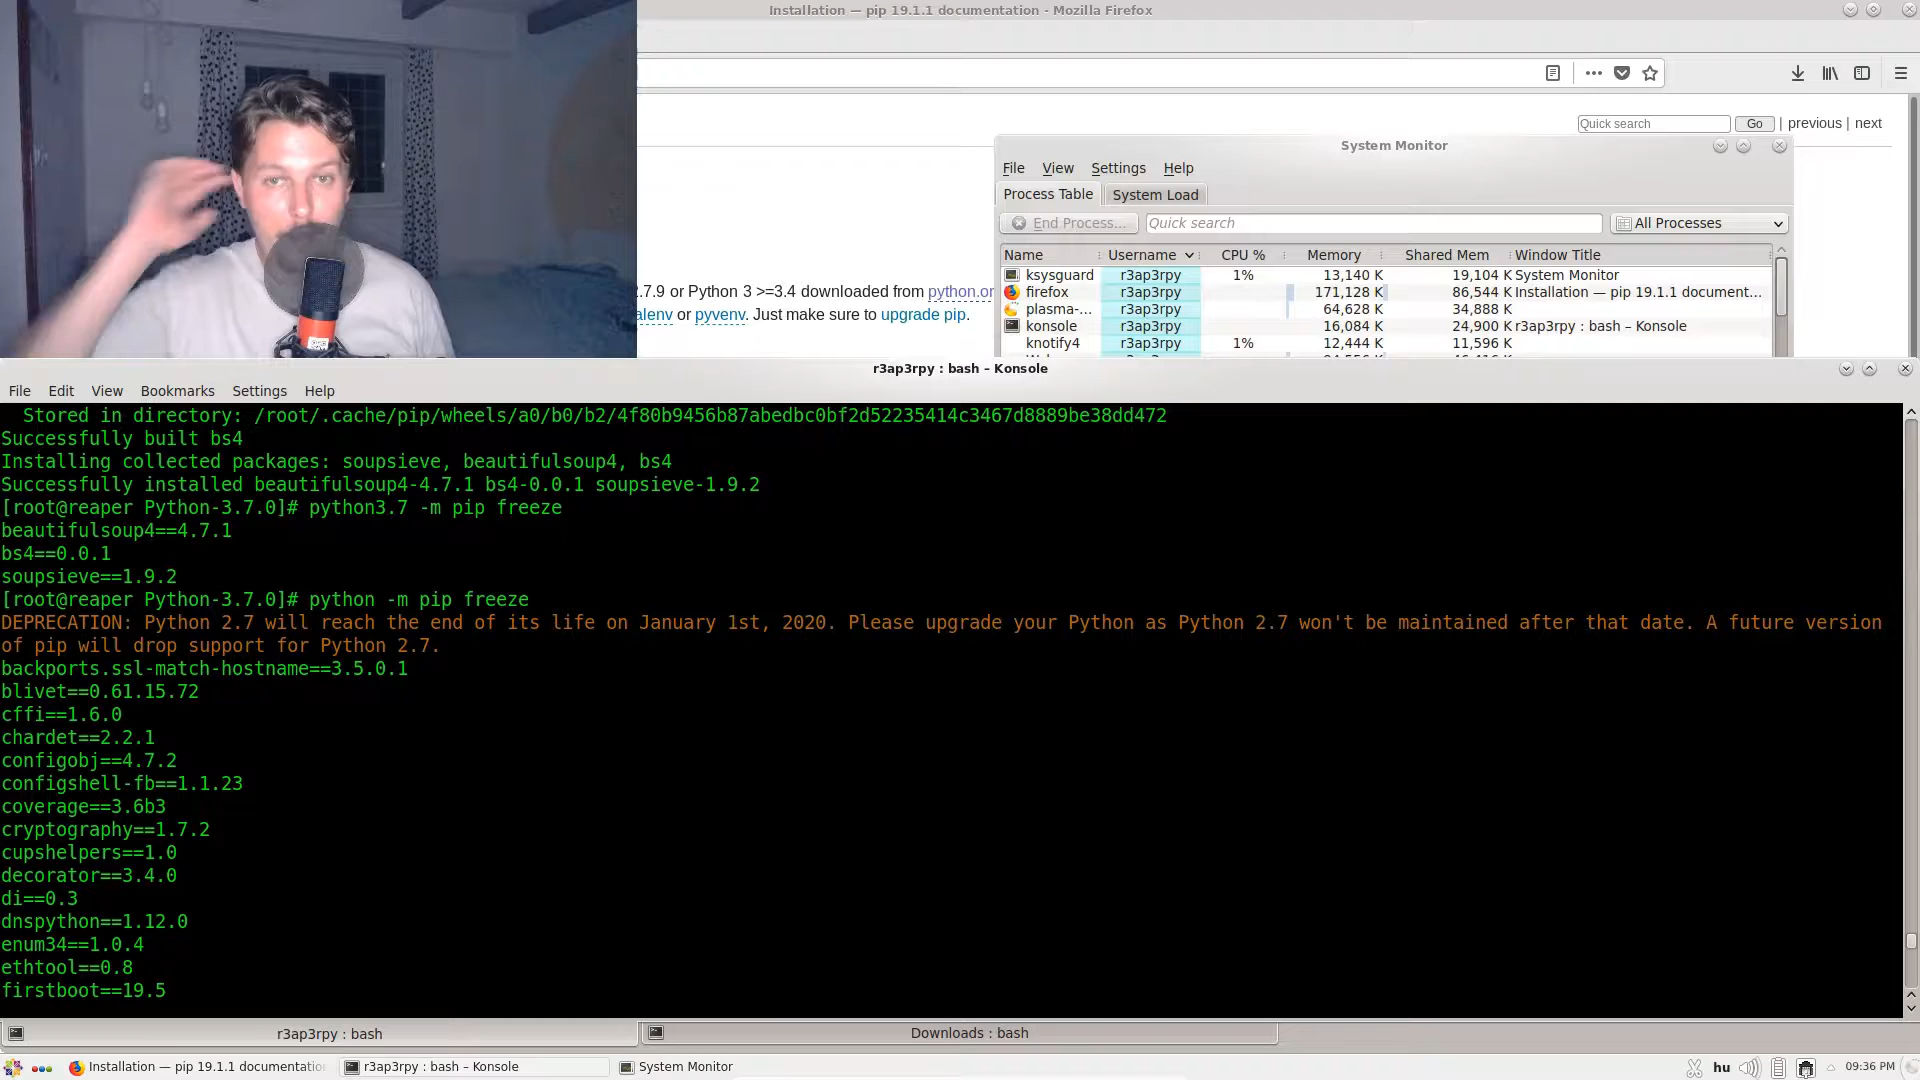 Installation — pip 19.1.1 documentation - Mozilla Firefox
Quick search Go | previous | next
.7.9 or Python 3 >=3.4 downloaded from python.or
alenv or pyvenv. Just make sure to upgrade pip.
System Monitor
File View Settings Help
Process Table System Load
End Process... Quick search All Processes
Name Username CPU % Memory Shared Mem Window Title
ksysguard r3ap3rpy 1% 13,140 K 19,104 K System Monitor
firefox r3ap3rpy 171,128 K 86,544 K Installation — pip 19.1.1 document...
plasma-... r3ap3rpy 64,628 K 34,888 K
konsole r3ap3rpy 16,084 K 24,900 K r3ap3rpy : bash – Konsole
knotify4 r3ap3rpy 1% 12,444 K 11,596 K
r3ap3rpy : bash – Konsole
File Edit View Bookmarks Settings Help
Stored in directory: /root/.cache/pip/wheels/a0/b0/b2/4f80b9456b87abedbc0bf2d52235414c3467d8889be38dd472
Successfully built bs4
Installing collected packages: soupsieve, beautifulsoup4, bs4
Successfully installed beautifulsoup4-4.7.1 bs4-0.0.1 soupsieve-1.9.2
[root@reaper Python-3.7.0]# python3.7 -m pip freeze
beautifulsoup4==4.7.1
bs4==0.0.1
soupsieve==1.9.2
[root@reaper Python-3.7.0]# python -m pip freeze
DEPRECATION: Python 2.7 will reach the end of its life on January 1st, 2020. Please upgrade your Python as Python 2.7 won't be maintained after that date. A future version
of pip will drop support for Python 2.7.
backports.ssl-match-hostname==3.5.0.1
blivet==0.61.15.72
cffi==1.6.0
chardet==2.2.1
configobj==4.7.2
configshell-fb==1.1.23
coverage==3.6b3
cryptography==1.7.2
cupshelpers==1.0
decorator==3.4.0
di==0.3
dnspython==1.12.0
enum34==1.0.4
ethtool==0.8
firstboot==19.5
r3ap3rpy : bash Downloads : bash
Installation — pip 19.1.1 documentatio r3ap3rpy : bash – Konsole System Monitor hu 09:36 PM